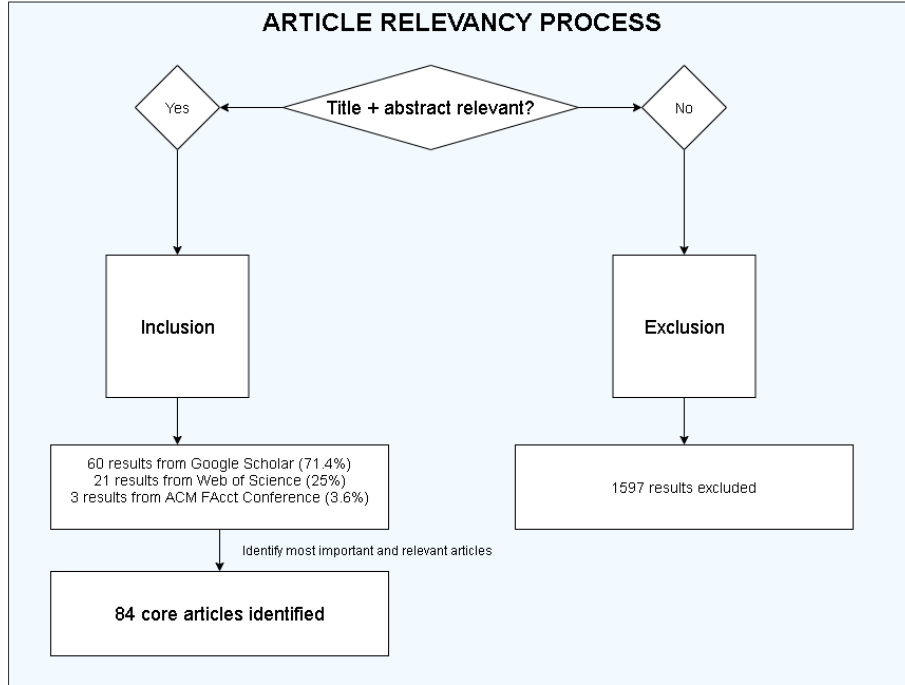 ARTICLE RELEVANCY PROCESS
Yes
Title + abstract relevant?
No
Inclusion
Exclusion
60 results from Google Scholar (71.4%)
21 results from Web of Science (25%)
3 results from ACM FAcct Conference (3.6%)
1597 results excluded
Identify most important and relevant articles
84 core articles identified